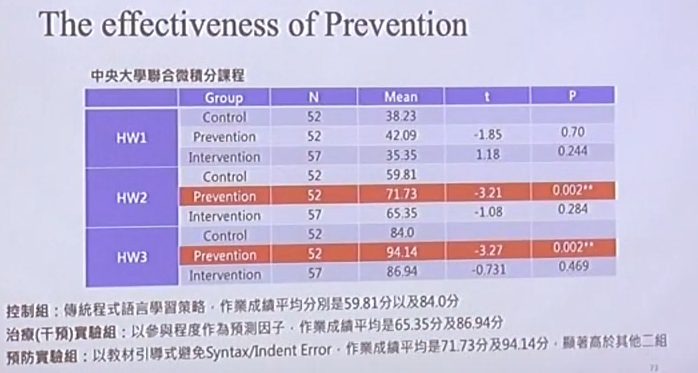 The effectiveness of Prevention
中央大學聯合微積分課程
Group N Mean t P
HW1
Control 52 38.23
Prevention 52 42.09 -1.85 0.70
Intervention 57 35.35 1.18 0.244
HW2
Control 52 59.81
Prevention 52 71.73 -3.21 0.002**
Intervention 57 65.35 -1.08 0.284
HW3
Control 52 84.0
Prevention 52 94.14 -3.27 0.002**
Intervention 57 86.94 -0.731 0.469
控制組：傳統程式語言學習策略，作業成績平均分別是59.81分以及84.0分
治療(干預)實驗組：以參與程度作為預測因子，作業成績平均是65.35分及86.94分
預防實驗組：以教材引導式避免Syntax/Indent Error，作業成績平均是71.73分及94.14分，顯著高於其他二組
73